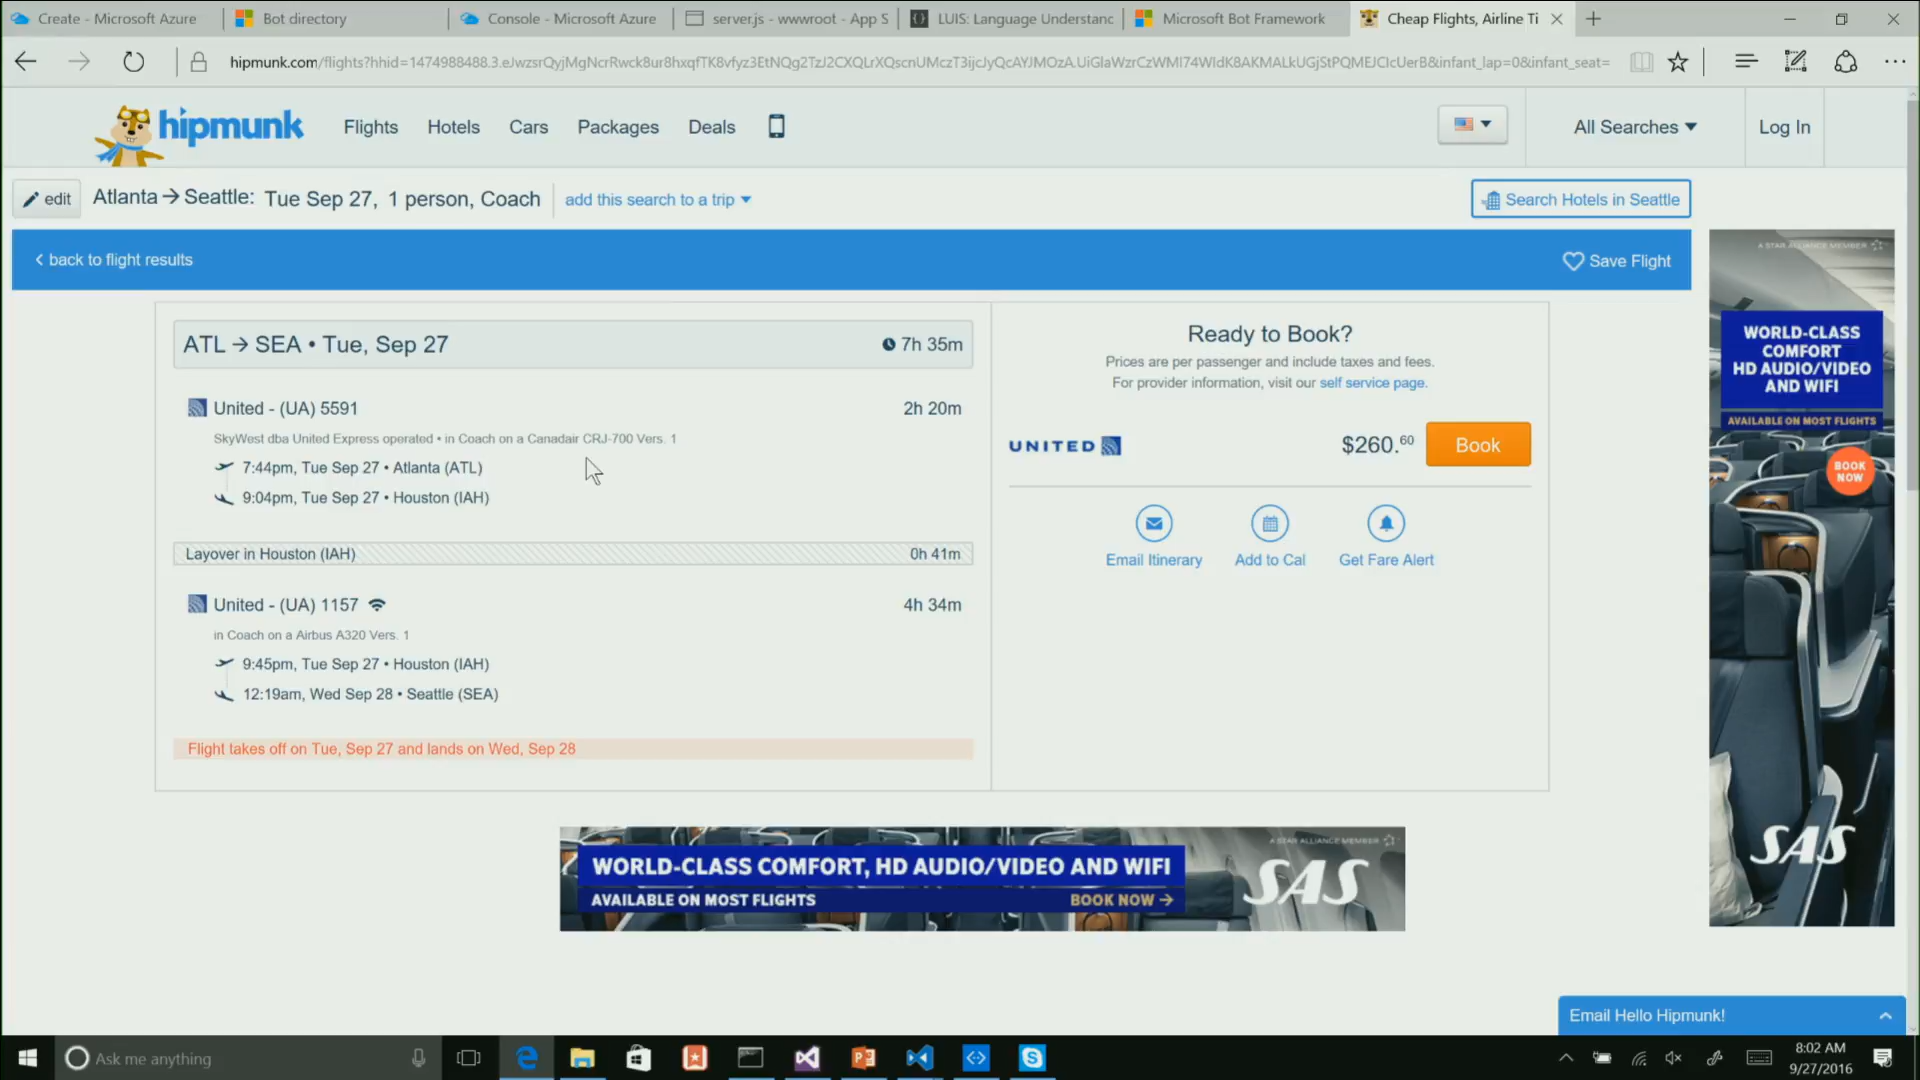 Create - Microsoft Azure
Bot directory
Console - Microsoft Azure
server.js - wwwroot - App S
LUIS: Language Understanc
Microsoft Bot Framework
Cheap Flights, Airline Ti
hipmunk
Flights
Hotels
Cars
Packages
Deals
All Searches
Log In
edit
Atlanta → Seattle: Tue Sep 27, 1 person, Coach
add this search to a trip
Search Hotels in Seattle
back to flight results
Save Flight
ATL → SEA • Tue, Sep 27
7h 35m
United - (UA) 5591
2h 20m
SkyWest dba United Express operated • in Coach on a Canadair CRJ-700 Vers. 1
7:44pm, Tue Sep 27 • Atlanta (ATL)
9:04pm, Tue Sep 27 • Houston (IAH)
Layover in Houston (IAH)
0h 41m
United - (UA) 1157
4h 34m
in Coach on a Airbus A320 Vers. 1
9:45pm, Tue Sep 27 • Houston (IAH)
12:19am, Wed Sep 28 • Seattle (SEA)
Flight takes off on Tue, Sep 27 and lands on Wed, Sep 28
Ready to Book?
Prices are per passenger and include taxes and fees.
For provider information, visit our self service page.
UNITED
$260.60
Book
Email Itinerary
Add to Cal
Get Fare Alert
A STAR ALLIANCE MEMBER
WORLD-CLASS
COMFORT
HD AUDIO/VIDEO
AND WIFI
AVAILABLE ON MOST FLIGHTS
BOOK
NOW
SAS
A STAR ALLIANCE MEMBER
WORLD-CLASS COMFORT, HD AUDIO/VIDEO AND WIFI
AVAILABLE ON MOST FLIGHTS
BOOK NOW →
SAS
Email Hello Hipmunk!
Ask me anything
8:02 AM
9/27/2016